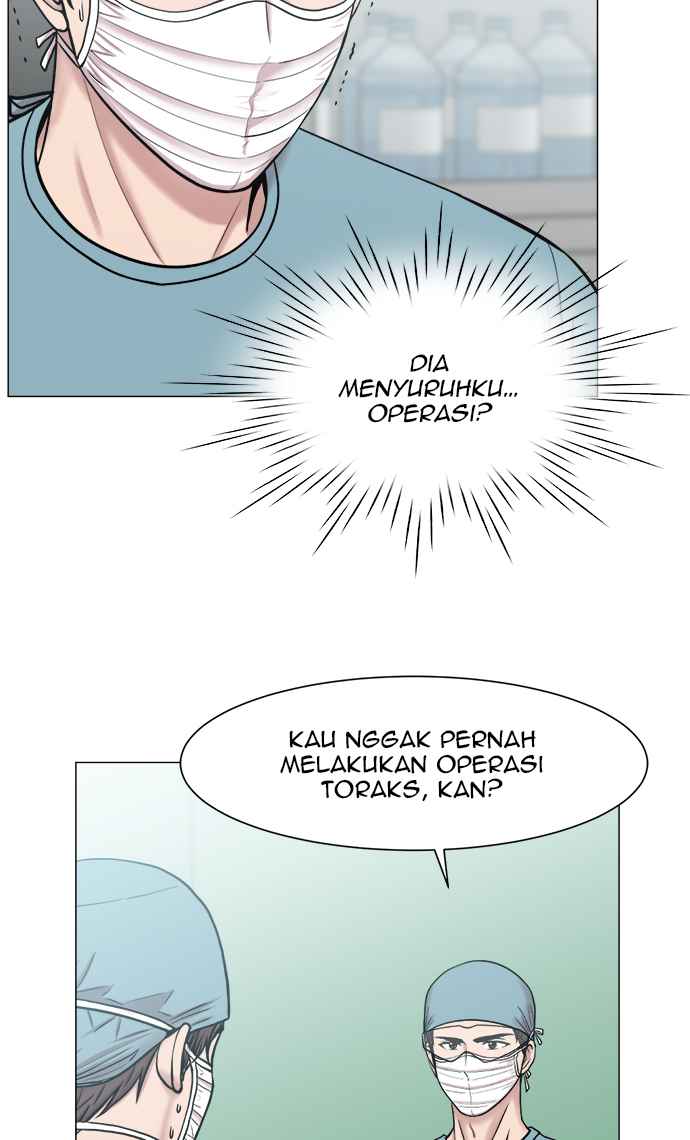 DIA
MENYURUHKU...
OPERASI?
KAU NGGAK PERNAH
MELAKUKAN OPERASI
TORAKS, KAN?